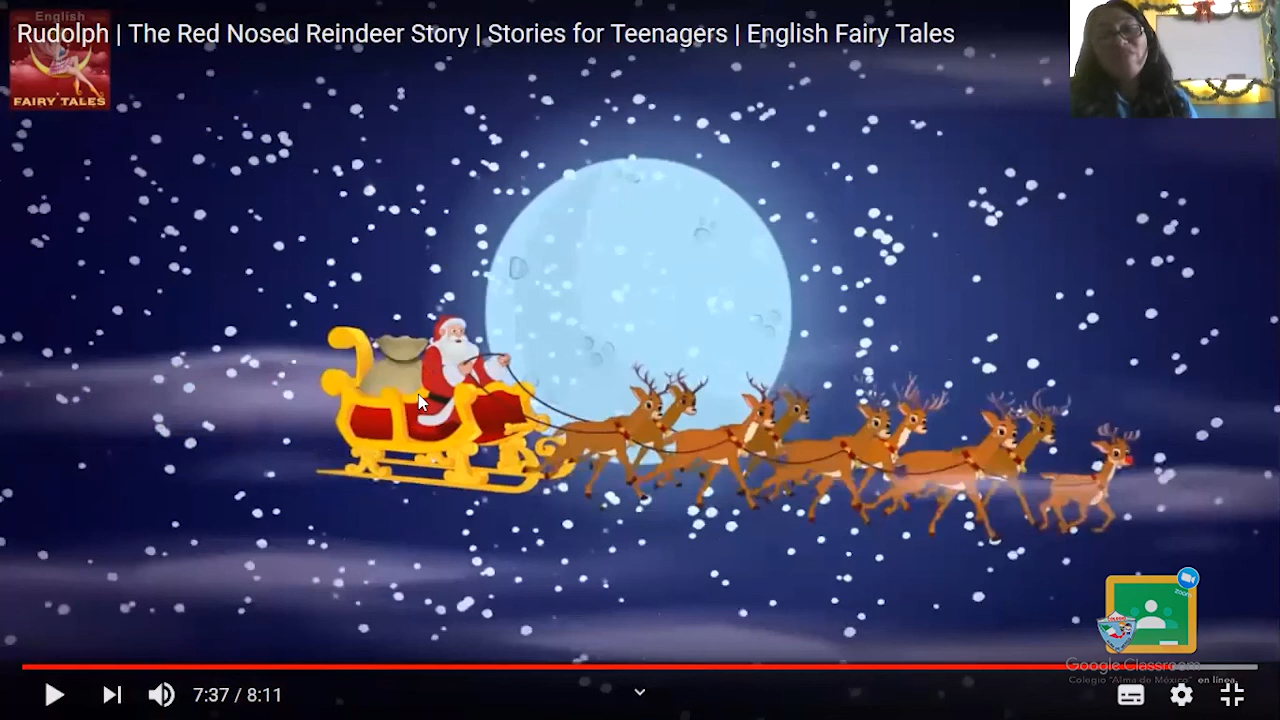 English
Rudolph | The Red Nosed Reindeer Story | Stories for Teenagers | English Fairy Tales
FAIRY TALES
zoom
Google Classroom
Colegio "Alma de México" en línea
7:37 / 8:11